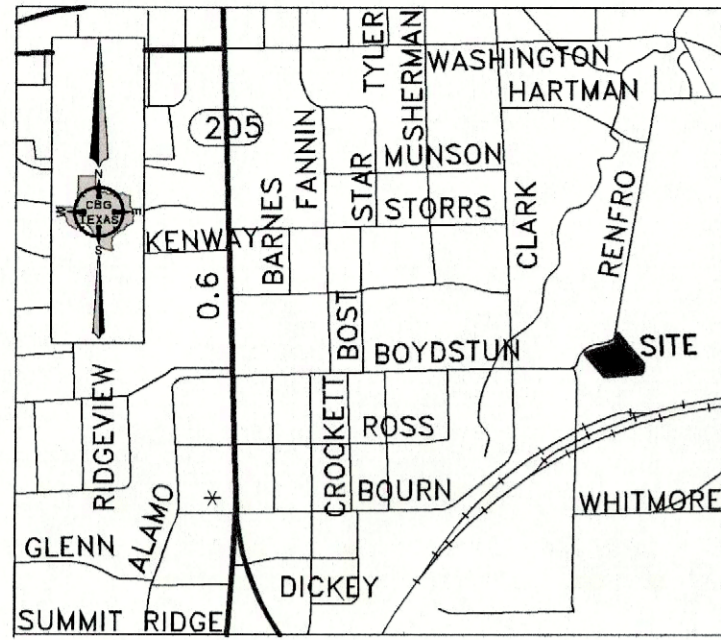 TYLER
SHERMAN
WASHINGTON
HARTMAN
205
FANNIN
MUNSON
STAR
STORRS
N
CBG
TEXAS
W
E
S
KENWAY
BARNES
CLARK
RENFRO
0.6
BOST
BOYDSTUN
SITE
RIDGEVIEW
CROCKETT
ROSS
ALAMO
*
BOURN
WHITMORE
GLENN
DICKEY
SUMMIT RIDGE